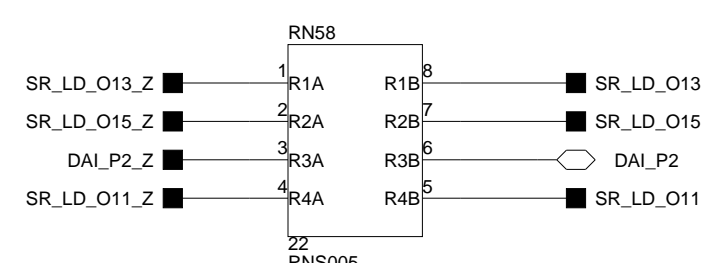 RN58
SR_LD_O13_Z 1 R1A R1B 8 SR_LD_O13
SR_LD_O15_Z 2 R2A R2B 7 SR_LD_O15
DAI_P2_Z 3 R3A R3B 6 DAI_P2
SR_LD_O11_Z 4 R4A R4B 5 SR_LD_O11
22
RNS005